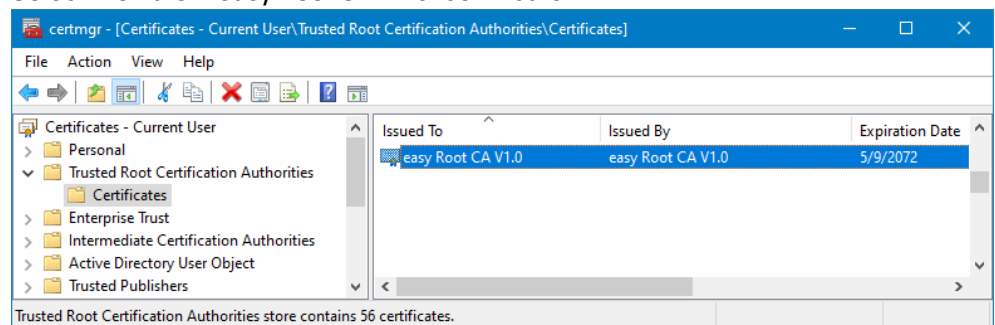 certmgr - [Certificates - Current User\Trusted Root Certification Authorities\Certificates]
File Action View Help
Certificates - Current User
Personal
Trusted Root Certification Authorities
Certificates
Enterprise Trust
Intermediate Certification Authorities
Active Directory User Object
Trusted Publishers
Issued To Issued By Expiration Date
easy Root CA V1.0 easy Root CA V1.0 5/9/2072
Trusted Root Certification Authorities store contains 56 certificates.